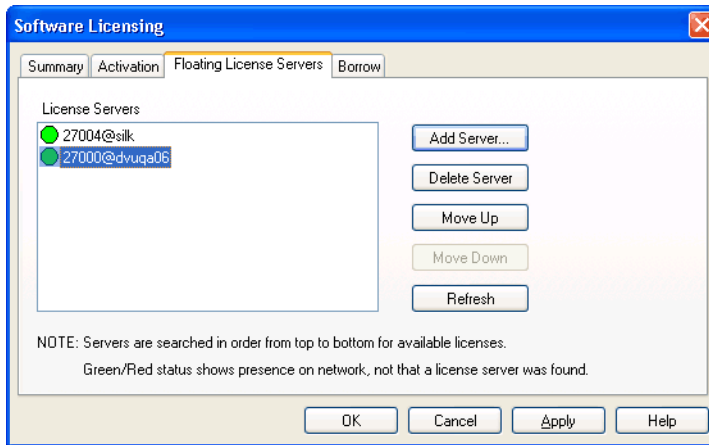 Software Licensing
Summary Activation Floating License Servers Borrow
License Servers
27004@silk
27000@dvuqa06
Add Server...
Delete Server
Move Up
Move Down
Refresh
NOTE: Servers are searched in order from top to bottom for available licenses.
Green/Red status shows presence on network, not that a license server was found.
OK Cancel Apply Help